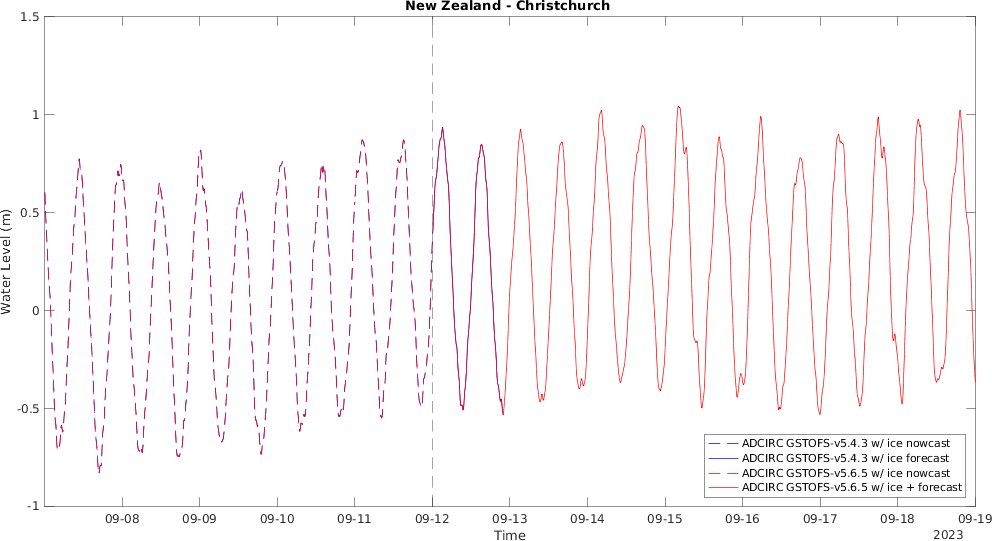 New Zealand - Christchurch
1.5
1
0.5
0
-0.5
-1
Water Level (m)
ADCIRC GSTOFS-v5.4.3 w/ ice nowcast
ADCIRC GSTOFS-v5.4.3 w/ ice forecast
ADCIRC GSTOFS-v5.6.5 w/ ice nowcast
ADCIRC GSTOFS-v5.6.5 w/ ice + forecast
09-08 09-09 09-10 09-11 09-12 09-13 09-14 09-15 09-16 09-17 09-18 09-19
Time
2023